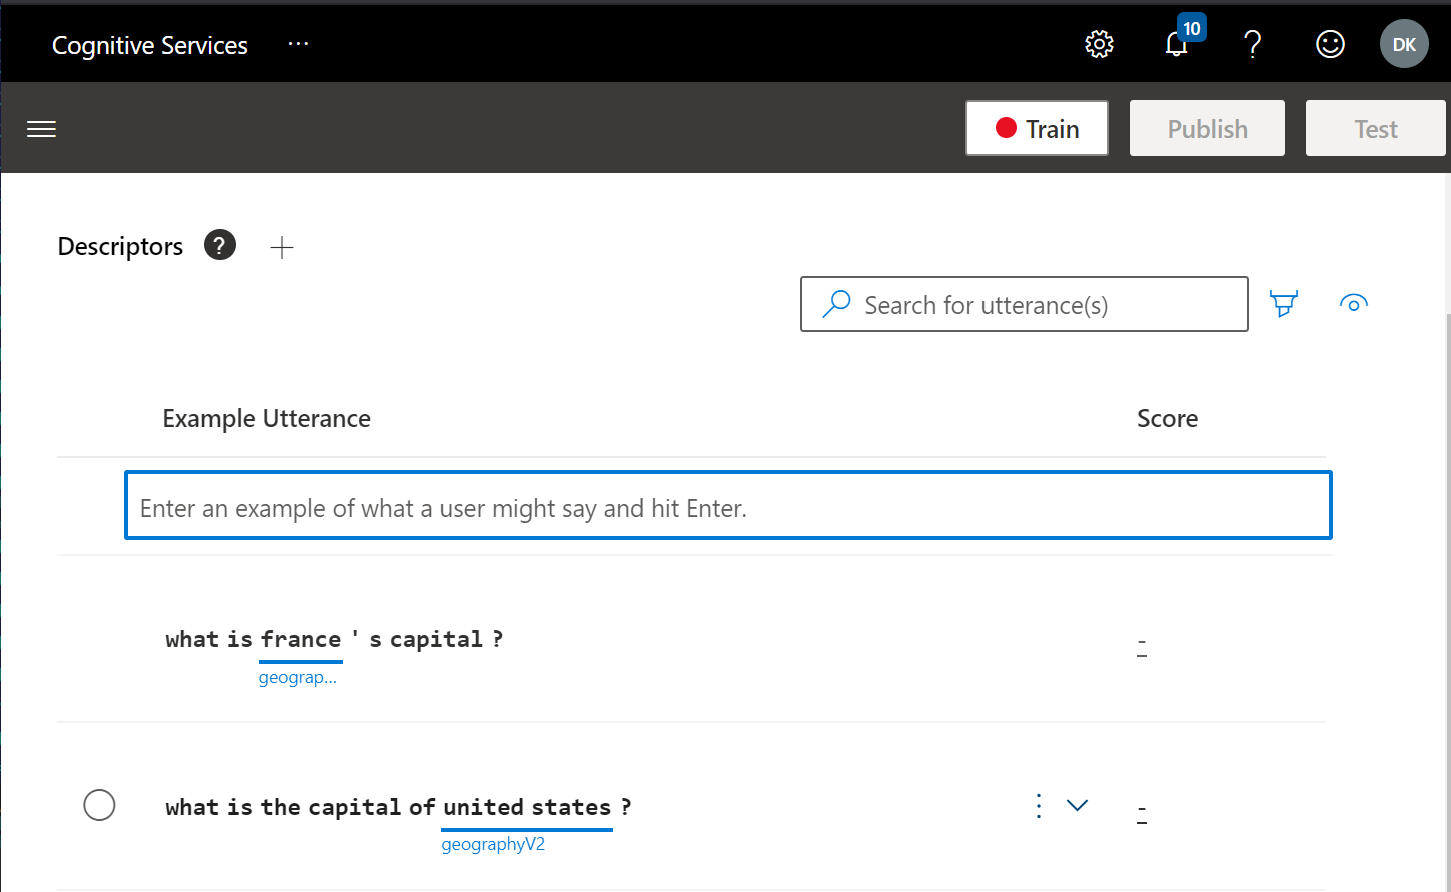 Cognitive Services ... 10 DK
Train Publish Test
Descriptors ? +
Search for utterance(s)
Example Utterance Score
Enter an example of what a user might say and hit Enter.
what is france ' s capital ? -
geograp...
what is the capital of united states ? -
geographyV2